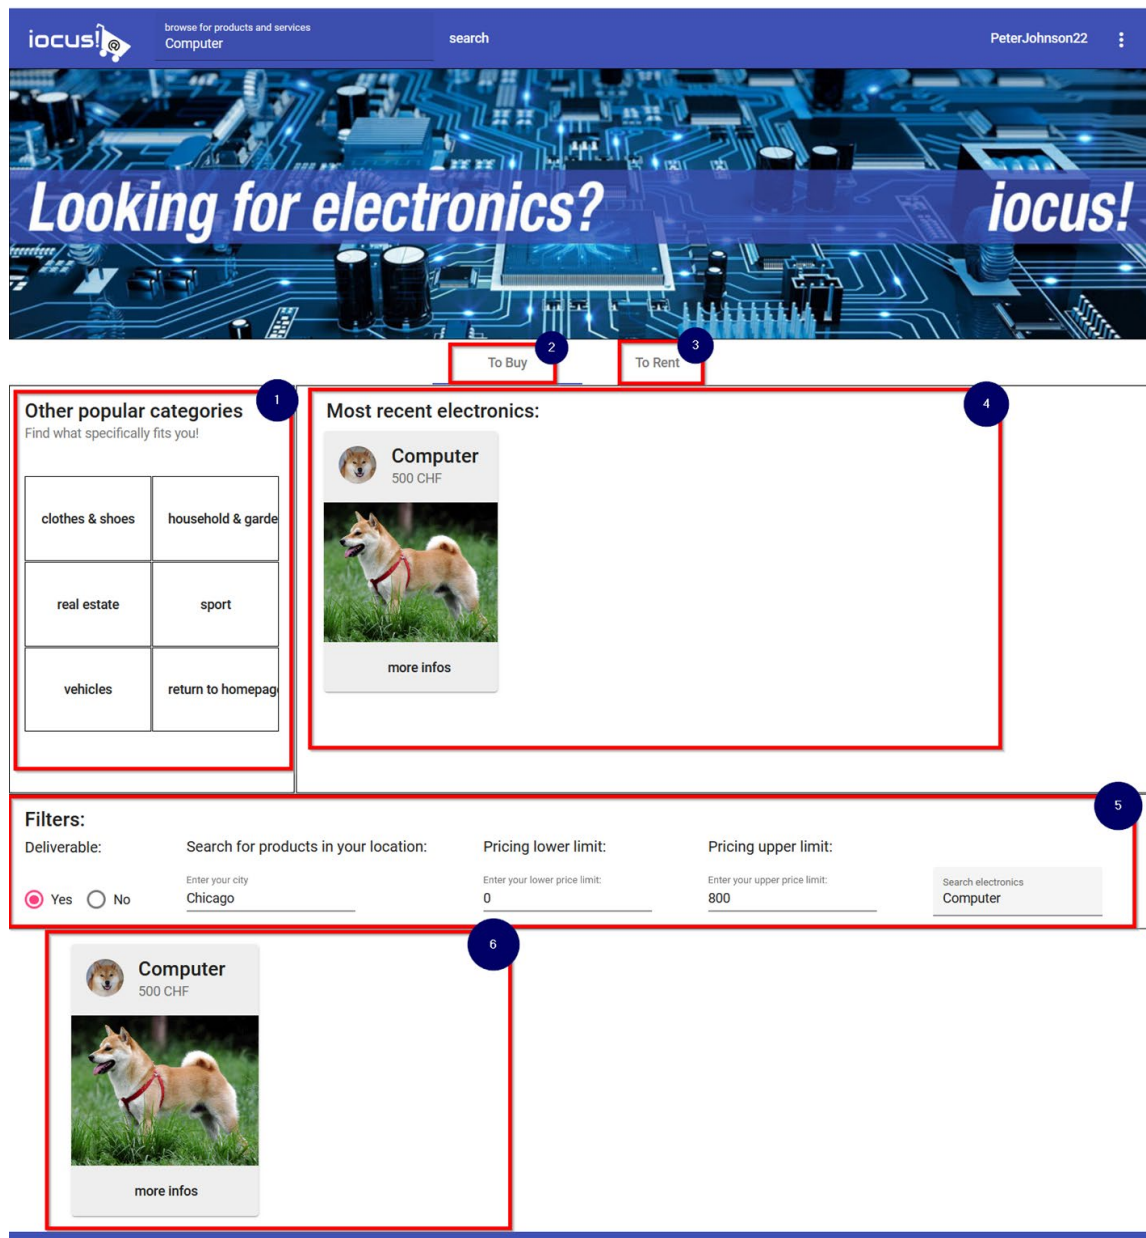 iocus!
@
browse for products and services
Computer
search
PeterJohnson22
Looking for electronics?
iocus!
2
3
To Buy
To Rent
1
4
Other popular categories
Find what specifically fits you!
clothes & shoes
household & garde
real estate
sport
vehicles
return to homepag
Most recent electronics:
Computer
500 CHF
more infos
5
Filters:
Deliverable:
Yes
No
Search for products in your location:
Enter your city
Chicago
Pricing lower limit:
Enter your lower price limit:
0
Pricing upper limit:
Enter your upper price limit:
800
Search electronics
Computer
6
Computer
500 CHF
more infos